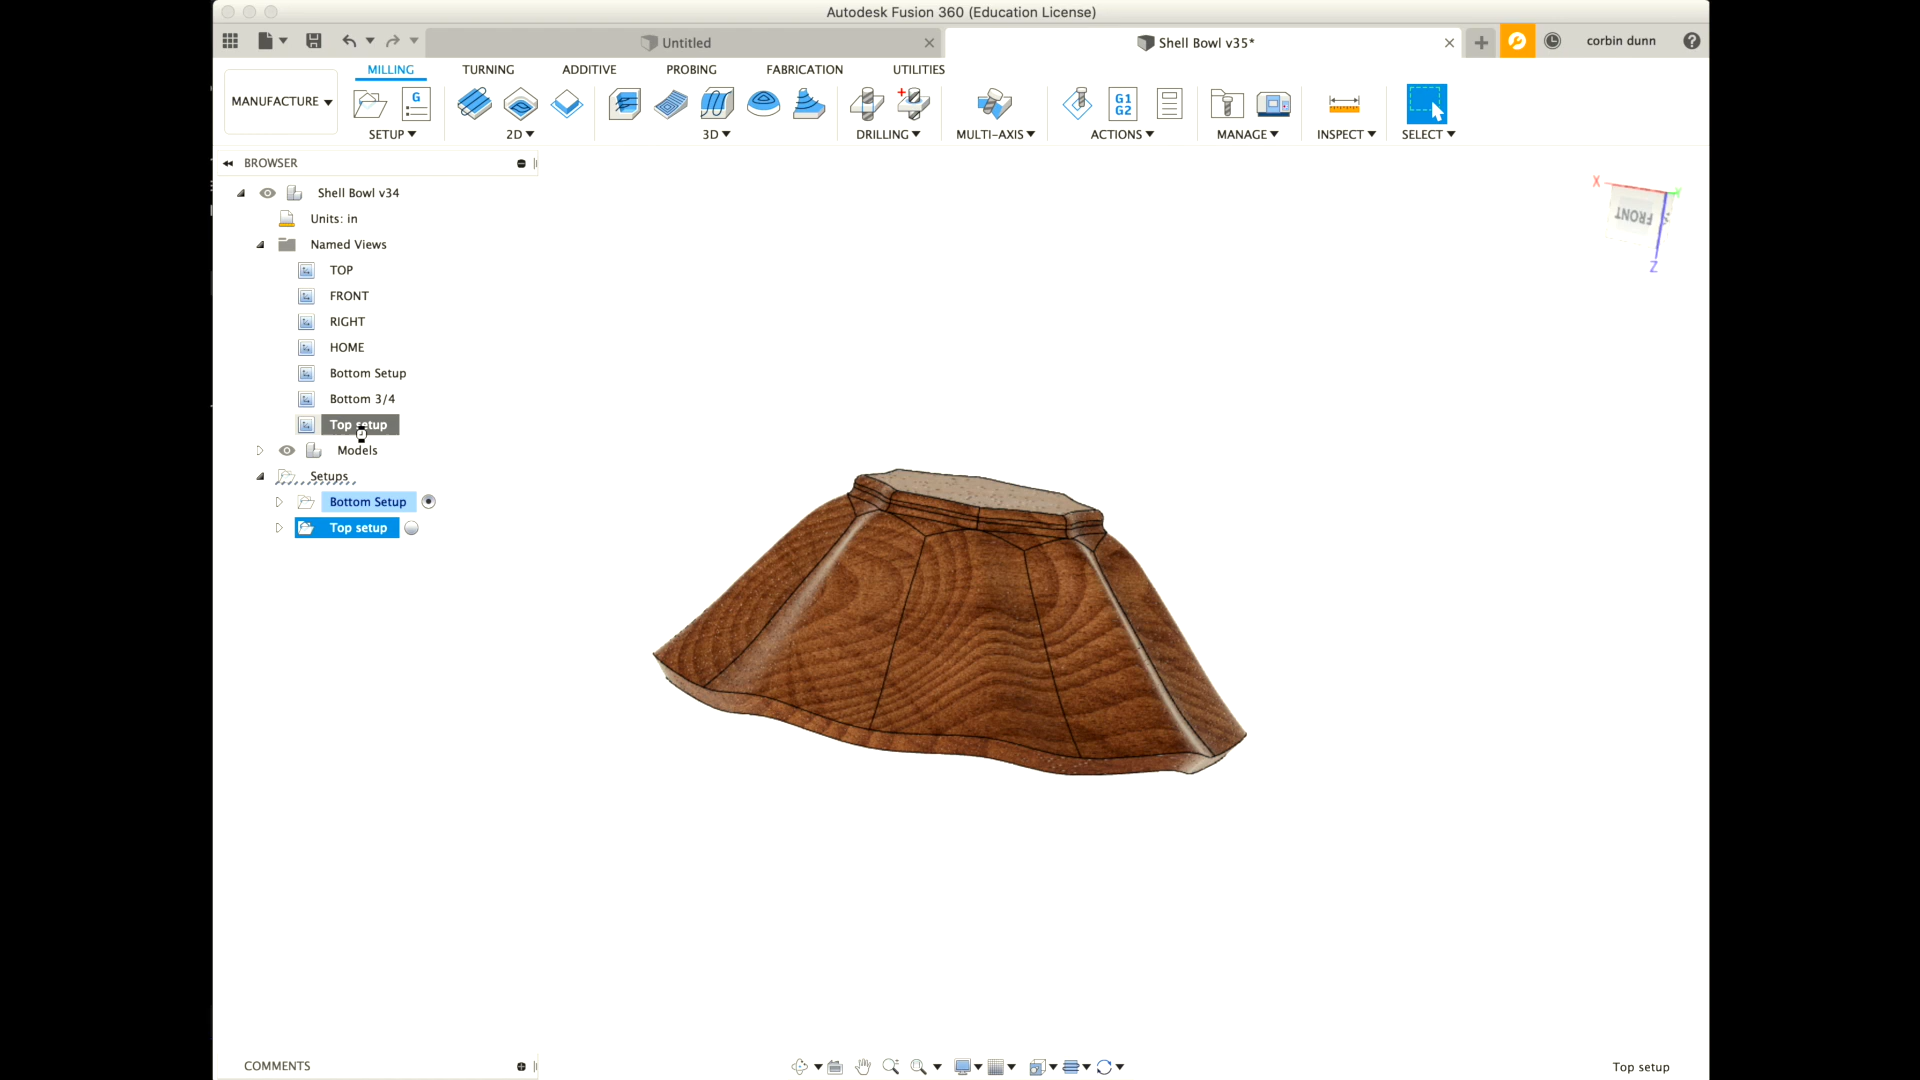 Autodesk Fusion 360 (Education License)
Untitled
Shell Bowl v35*
corbin dunn
MILLING TURNING ADDITIVE PROBING FABRICATION UTILITIES
MANUFACTURE
G
G1
G2
SETUP 2D 3D DRILLING MULTI-AXIS ACTIONS MANAGE INSPECT SELECT
BROWSER
Shell Bowl v34
Units: in
Named Views
TOP
FRONT
RIGHT
HOME
Bottom Setup
Bottom 3/4
Top setup
Models
Setups
Bottom Setup
Top setup
X
FRONT
Z
COMMENTS
Top setup